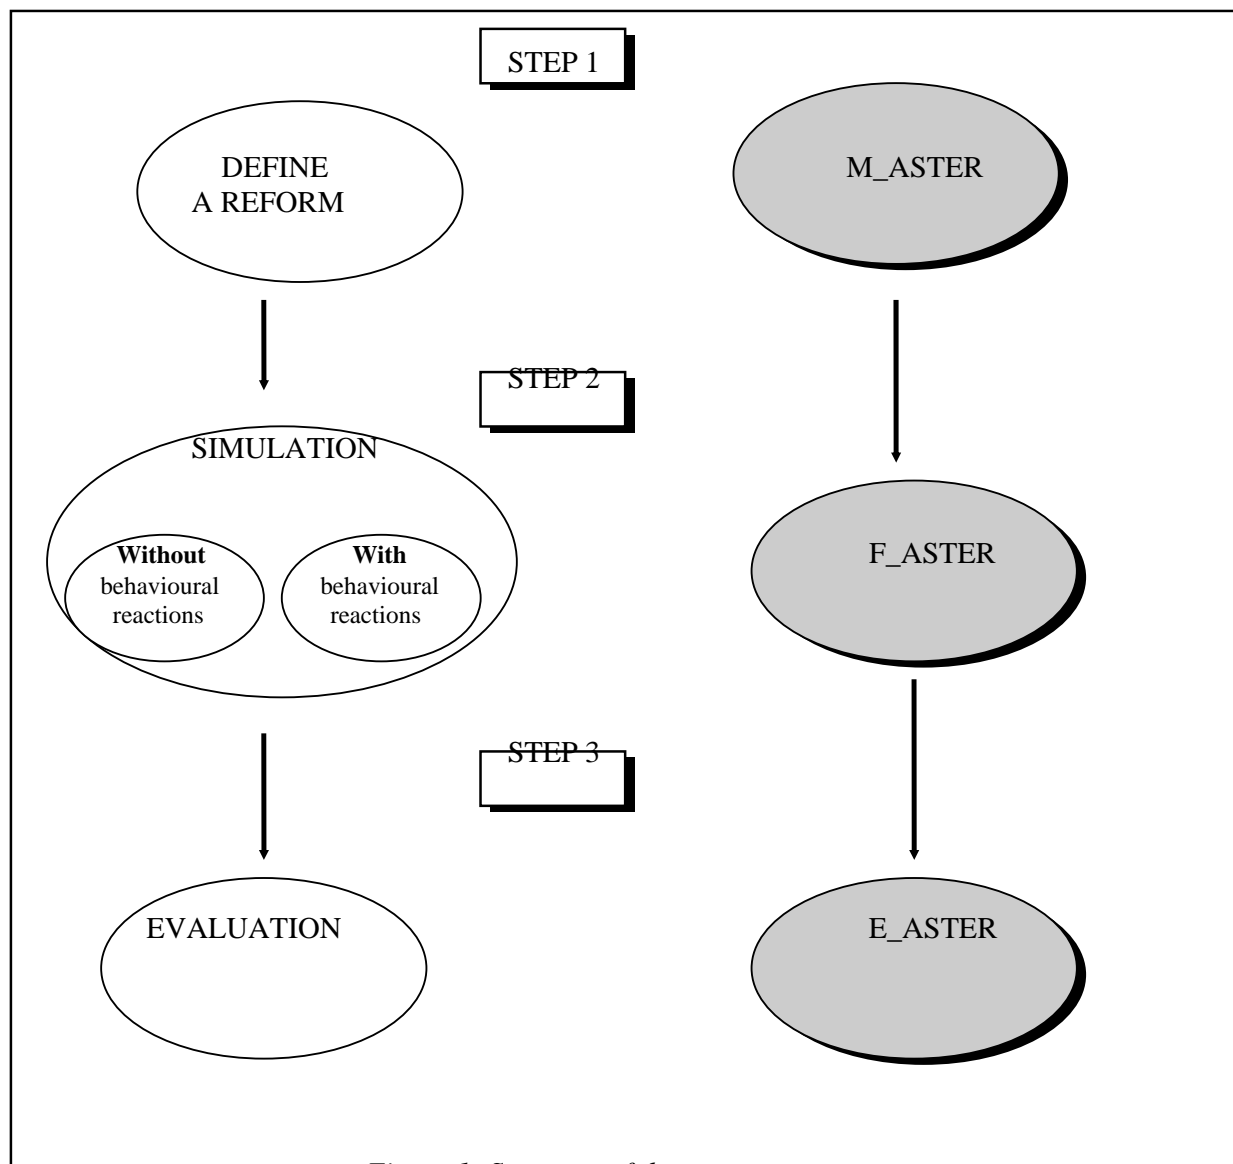 STEP 1
DEFINE
A REFORM
M_ASTER
STEP 2
SIMULATION
Without
behavioural
reactions
With
behavioural
reactions
F_ASTER
STEP 3
EVALUATION
E_ASTER